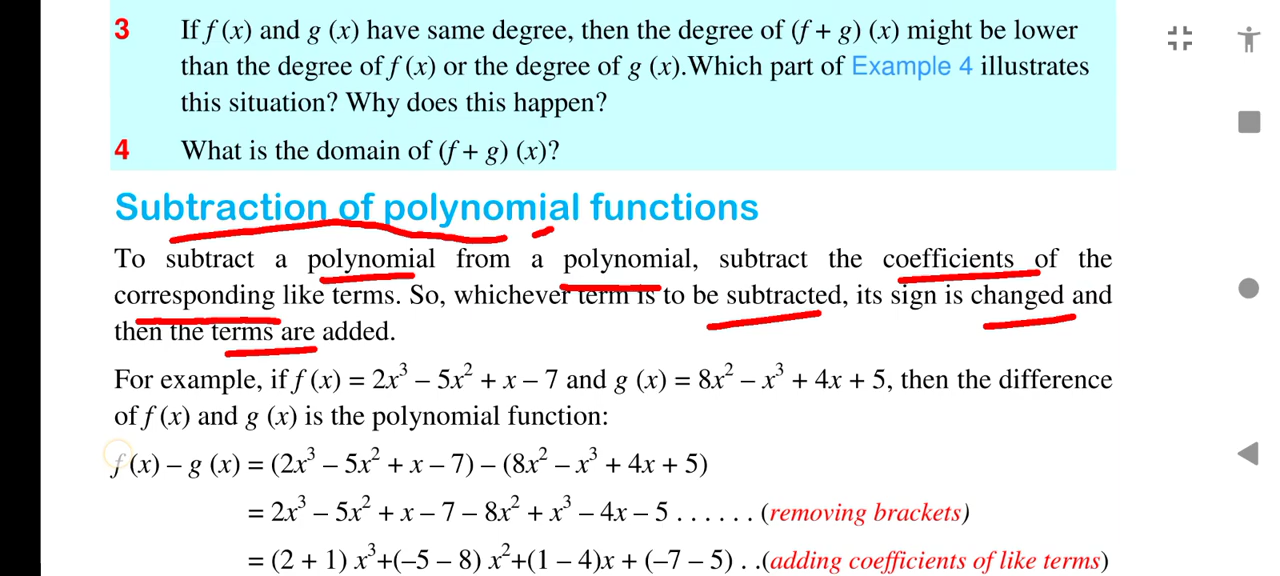 3 If f (x) and g (x) have same degree, then the degree of (f + g) (x) might be lower
than the degree of f (x) or the degree of g (x).Which part of Example 4 illustrates
this situation? Why does this happen?
4 What is the domain of (f + g) (x)?
Subtraction of polynomial functions
To subtract a polynomial from a polynomial, subtract the coefficients of the
corresponding like terms. So, whichever term is to be subtracted, its sign is changed and
then the terms are added.
For example, if f (x) = 2x³ – 5x² + x – 7 and g (x) = 8x² – x³ + 4x + 5, then the difference
of f (x) and g (x) is the polynomial function:
f (x) – g (x) = (2x³ – 5x² + x – 7) – (8x² – x³ + 4x + 5)
= 2x³ – 5x² + x – 7 – 8x² + x³ – 4x – 5 . . . . . . (removing brackets)
= (2 + 1) x³+(–5 – 8) x²+(1 – 4)x + (–7 – 5) . .(adding coefficients of like terms)